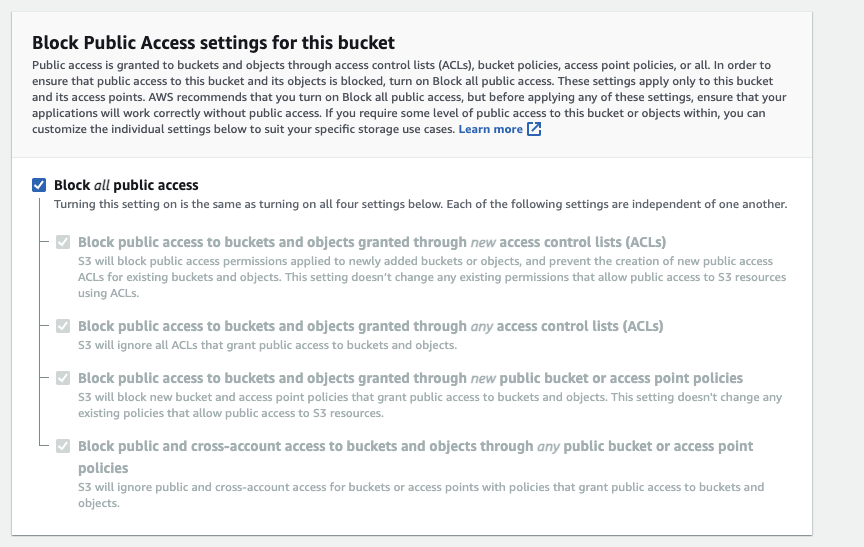 Block Public Access settings for this bucket
Public access is granted to buckets and objects through access control lists (ACLs), bucket policies, access point policies, or all. In order to
ensure that public access to this bucket and its objects is blocked, turn on Block all public access. These settings apply only to this bucket
and its access points. AWS recommends that you turn on Block all public access, but before applying any of these settings, ensure that your
applications will work correctly without public access. If you require some level of public access to this bucket or objects within, you can
customize the individual settings below to suit your specific storage use cases. Learn more
Block all public access
Turning this setting on is the same as turning on all four settings below. Each of the following settings are independent of one another.
Block public access to buckets and objects granted through new access control lists (ACLs)
S3 will block public access permissions applied to newly added buckets or objects, and prevent the creation of new public access
ACLs for existing buckets and objects. This setting doesn't change any existing permissions that allow public access to S3 resources
using ACLs.
Block public access to buckets and objects granted through any access control lists (ACLs)
S3 will ignore all ACLs that grant public access to buckets and objects.
Block public access to buckets and objects granted through new public bucket or access point policies
S3 will block new bucket and access point policies that grant public access to buckets and objects. This setting doesn't change any
existing policies that allow public access to S3 resources.
Block public and cross-account access to buckets and objects through any public bucket or access point
policies
S3 will ignore public and cross-account access for buckets or access points with policies that grant public access to buckets and
objects.